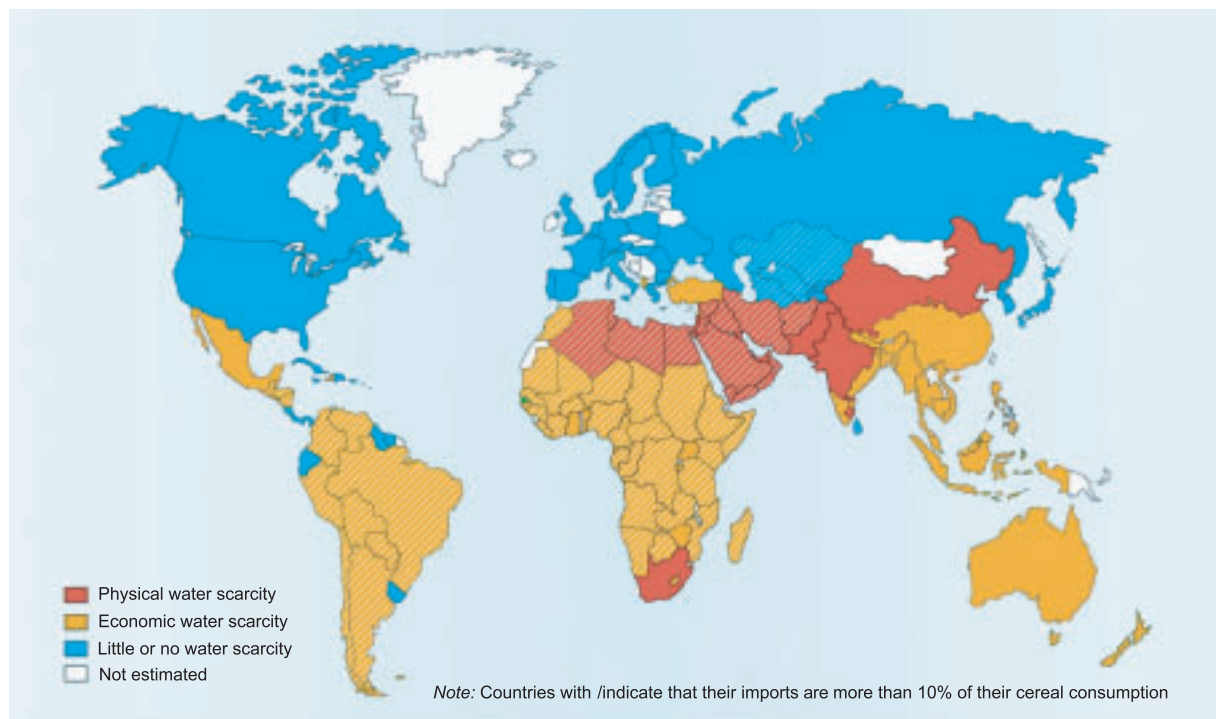 Physical water scarcity
Economic water scarcity
Little or no water scarcity
Not estimated
Note: Countries with /indicate that their imports are more than 10% of their cereal consumption